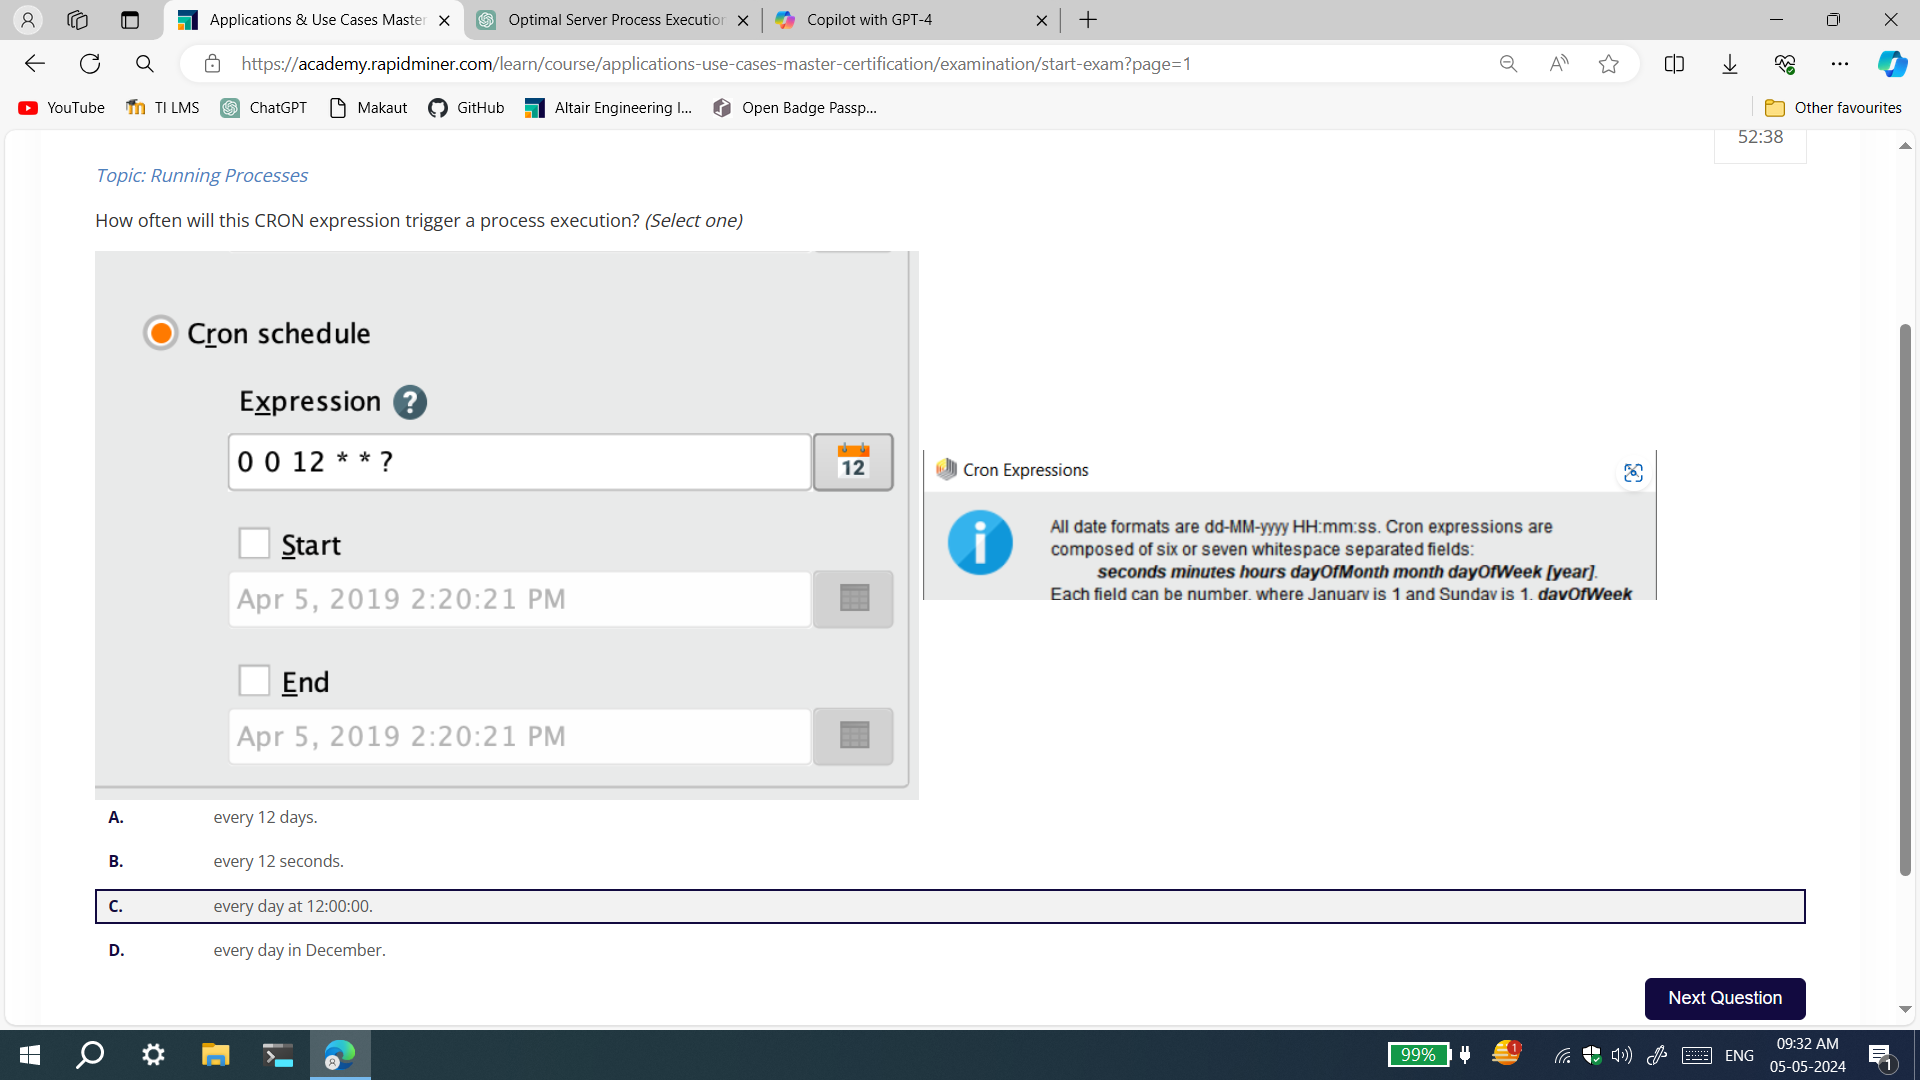 Applications & Use Cases Master
Optimal Server Process Execution
Copilot with GPT-4
https://academy.rapidminer.com/learn/course/applications-use-cases-master-certification/examination/start-exam?page=1
YouTube
TI LMS
ChatGPT
Makaut
GitHub
Altair Engineering I...
Open Badge Passp...
Other favourites
52:38
Topic: Running Processes
How often will this CRON expression trigger a process execution? (Select one)
Cron schedule
Expression ?
0 0 12 * * ?
12
Start
Apr 5, 2019 2:20:21 PM
End
Apr 5, 2019 2:20:21 PM
Cron Expressions
All date formats are dd-MM-yyyy HH:mm:ss. Cron expressions are
composed of six or seven whitespace separated fields:
seconds minutes hours dayOfMonth month dayOfWeek [year].
Each field can be number, where January is 1 and Sunday is 1. dayOfWeek
A. every 12 days.
B. every 12 seconds.
C. every day at 12:00:00.
D. every day in December.
Next Question
99%
1
ENG
09:32 AM
05-05-2024
1